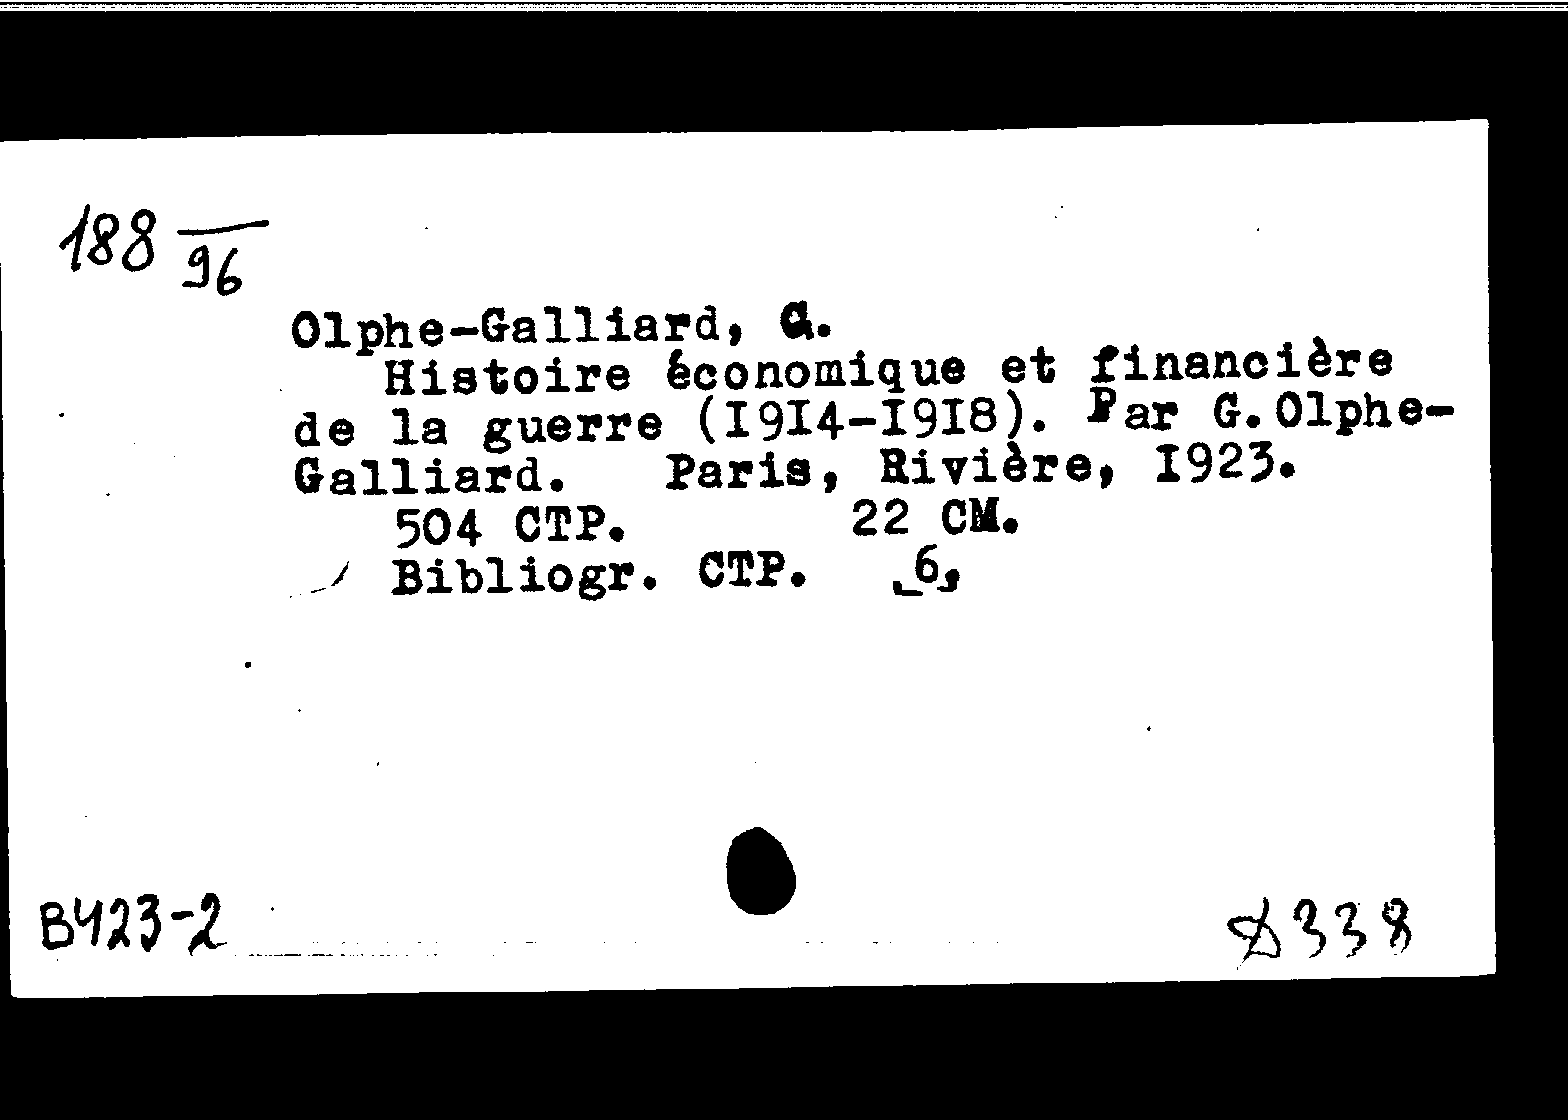 188 96
Olphe-Galliard, G.
Histoire économique et financière
de la guerre (I9I4-I9I8). Par G.Olphe-
Galliard. Paris, Rivière, I923.
504 CTP. 22 CM.
Bibliogr. CTP. 6,
B423-2
338